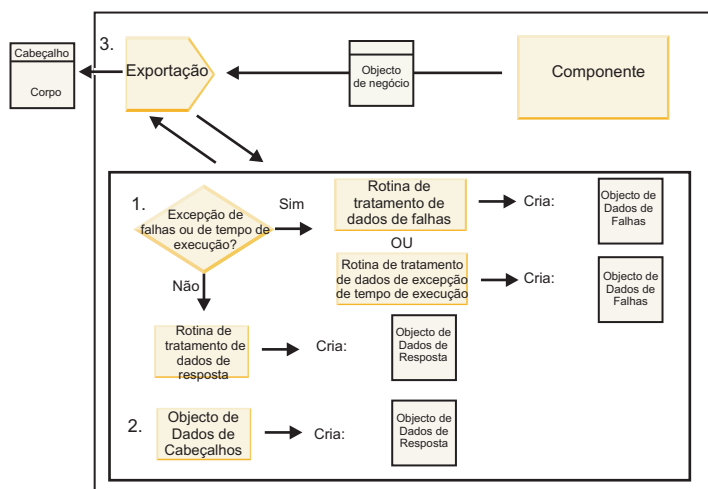 Cabeçalho
Corpo
3.
Exportação
Objecto
de negócio
Componente
1.
Excepção de
falhas ou de tempo de
execução?
Sim
Rotina de
tratamento de
dados de falhas
Cria:
Objecto de
Dados de
Falhas
OU
Rotina de tratamento
de dados de excepção
de tempo de execução
Cria:
Objecto de
Dados de
Falhas
Não
Rotina de
tratamento de
dados de
resposta
Cria:
Objecto de
Dados de
Resposta
2.
Objecto de
Dados de
Cabeçalhos
Cria:
Objecto de
Dados de
Resposta